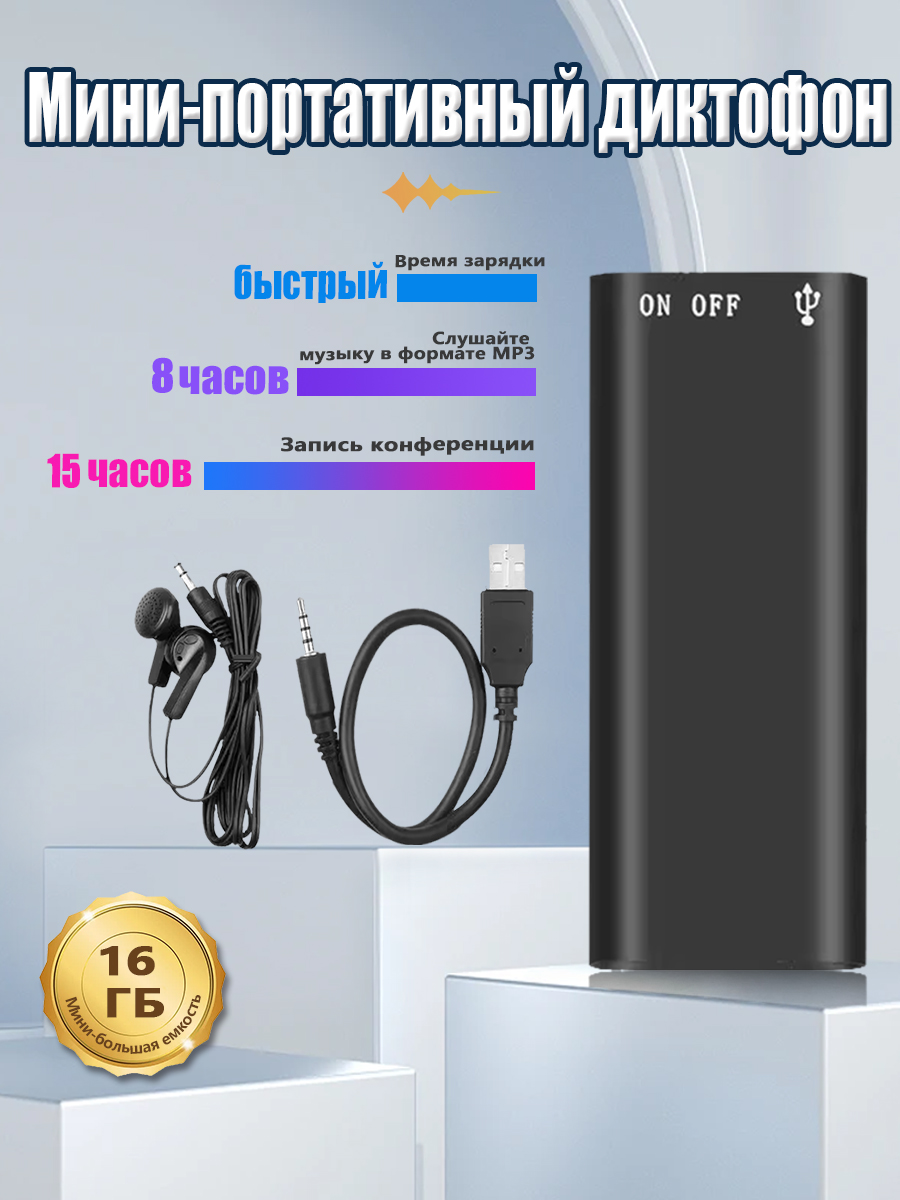 Мини-портативный диктофон
Время зарядки
быстрый
Слушайте
музыку в формате MP3
8 часов
Запись конференции
15 часов
ON OFF
16
ГБ
Мини-большая емкость